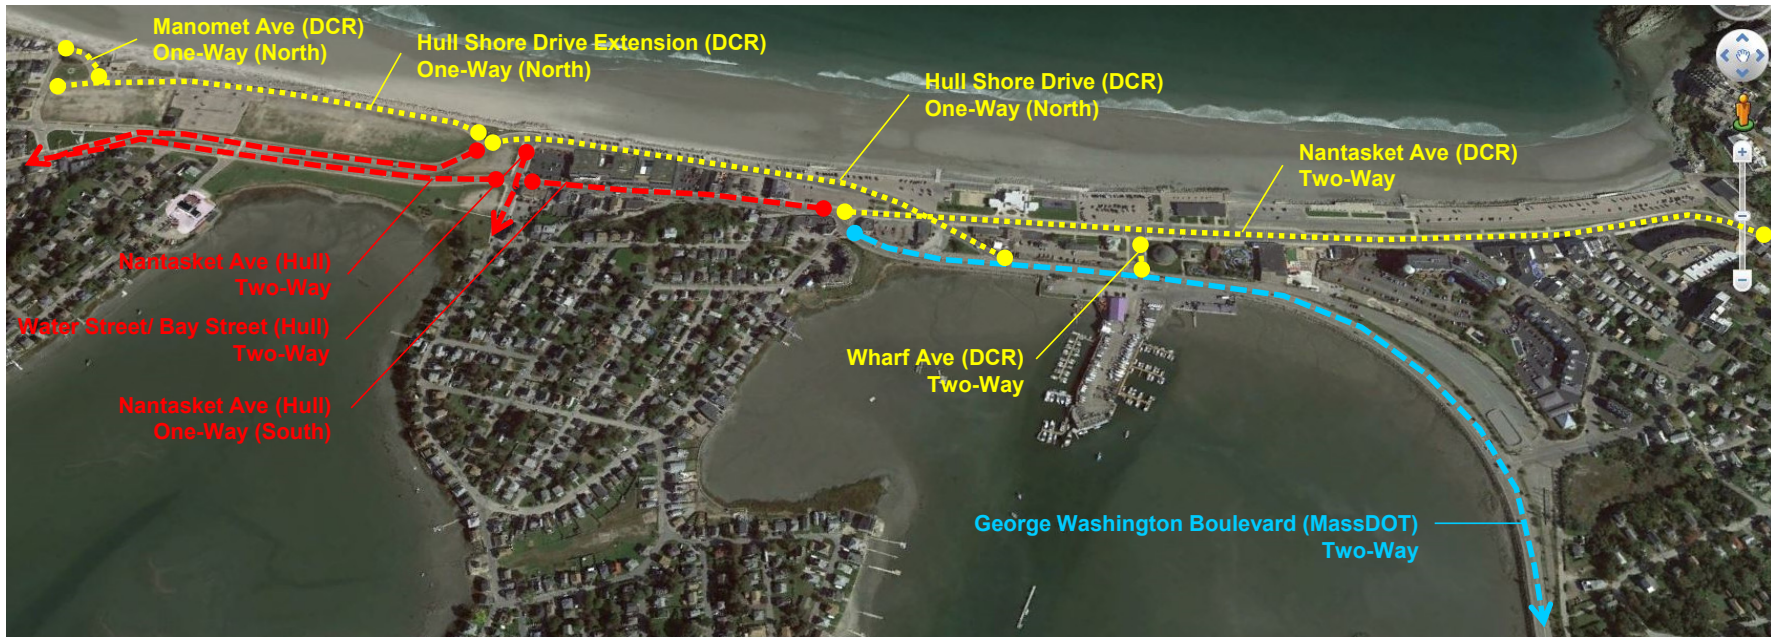 Manomet Ave (DCR)
One-Way (North)
Hull Shore Drive Extension (DCR)
One-Way (North)
Hull Shore Drive (DCR)
One-Way (North)
Nantasket Ave (DCR)
Two-Way
Nantasket Ave (Hull)
Two-Way
Water Street/ Bay Street (Hull)
Two-Way
Nantasket Ave (Hull)
One-Way (South)
Wharf Ave (DCR)
Two-Way
George Washington Boulevard (MassDOT)
Two-Way